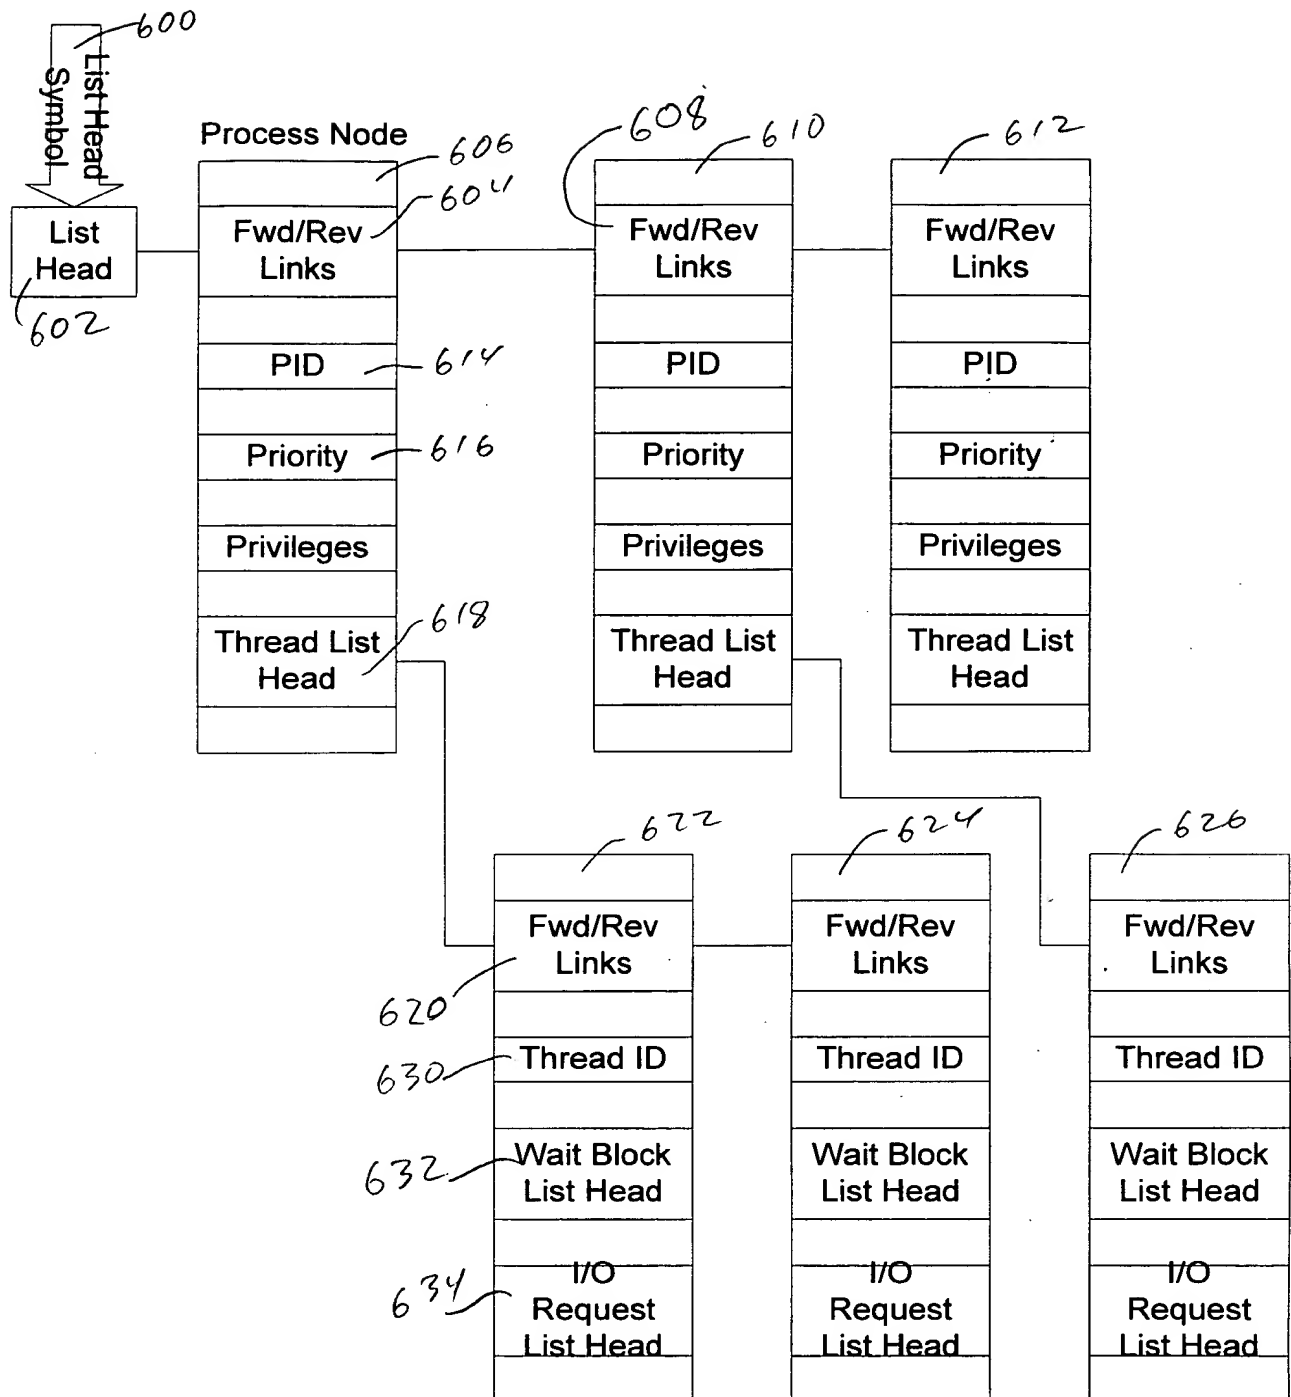 600
List Head
Symbol
Process Node
606
608
610
612
604
List
Head
602
Fwd/Rev
Links
Fwd/Rev
Links
Fwd/Rev
Links
PID
614
PID
PID
Priority
616
Priority
Priority
Privileges
Privileges
Privileges
618
Thread List
Head
Thread List
Head
Thread List
Head
622
624
626
Fwd/Rev
Links
Fwd/Rev
Links
Fwd/Rev
Links
620
630
Thread ID
Thread ID
Thread ID
632
Wait Block
List Head
Wait Block
List Head
Wait Block
List Head
634
I/O
Request
List Head
I/O
Request
List Head
I/O
Request
List Head